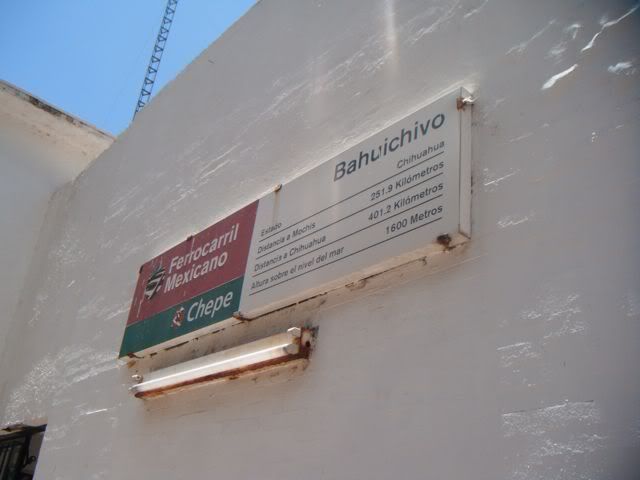 Ferrocarril
Mexicano
Chepe
Bahuichivo
Estado Chihuahua
Distancia a Mochis 251.9 Kilómetros
Distancia a Chihuahua 401.2 Kilómetros
Altura sobre el nivel del mar 1600 Metros